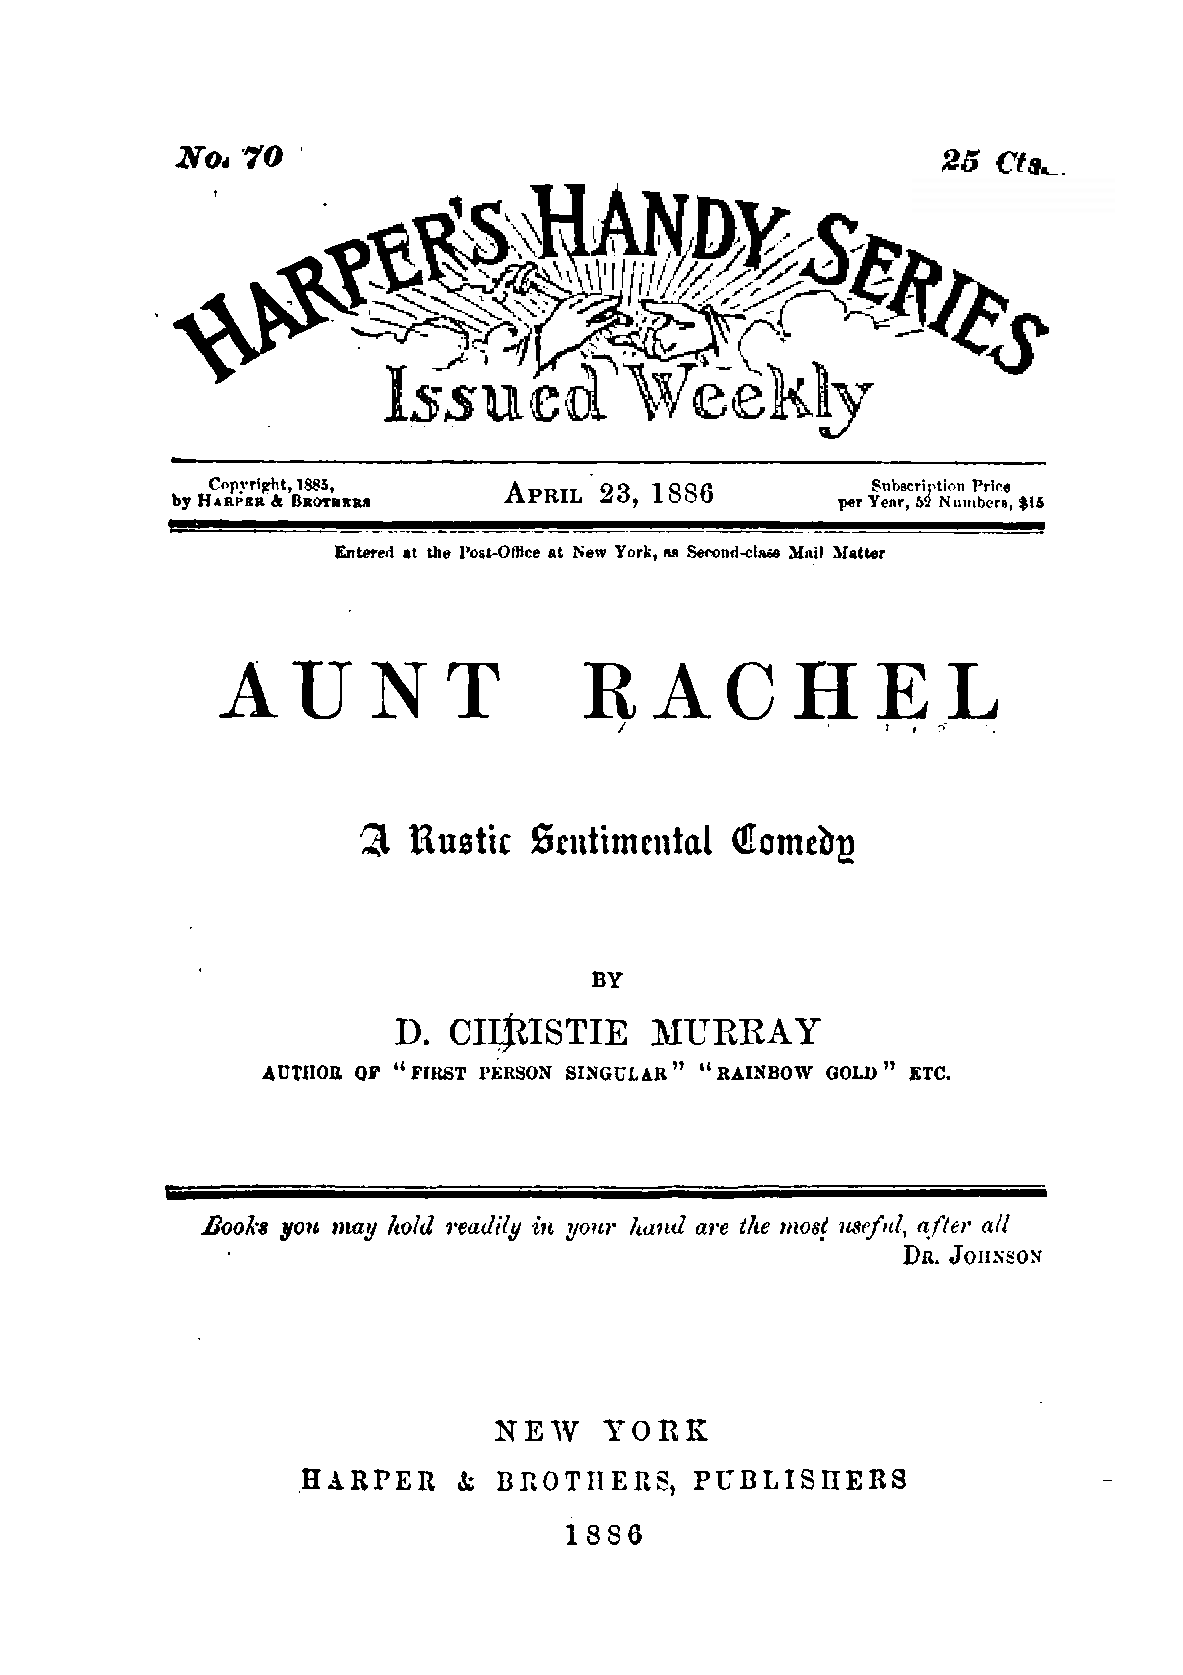 No. 70
25 Cts.
HARPER'S HANDY SERIES
Issued Weekly
Copyright, 1885,
by HARPER & BROTHERS
APRIL 23, 1886
Subscription Price
per Year, 52 Numbers, $15
Entered at the Post-Office at New York, as Second-class Mail Matter
AUNT RACHEL
A Rustic Sentimental Comedy
BY
D. CHRISTIE MURRAY
AUTHOR OF "FIRST PERSON SINGULAR" "RAINBOW GOLD" ETC.
Books you may hold readily in your hand are the most useful, after all
DR. JOHNSON
NEW YORK
HARPER & BROTHERS, PUBLISHERS
1886